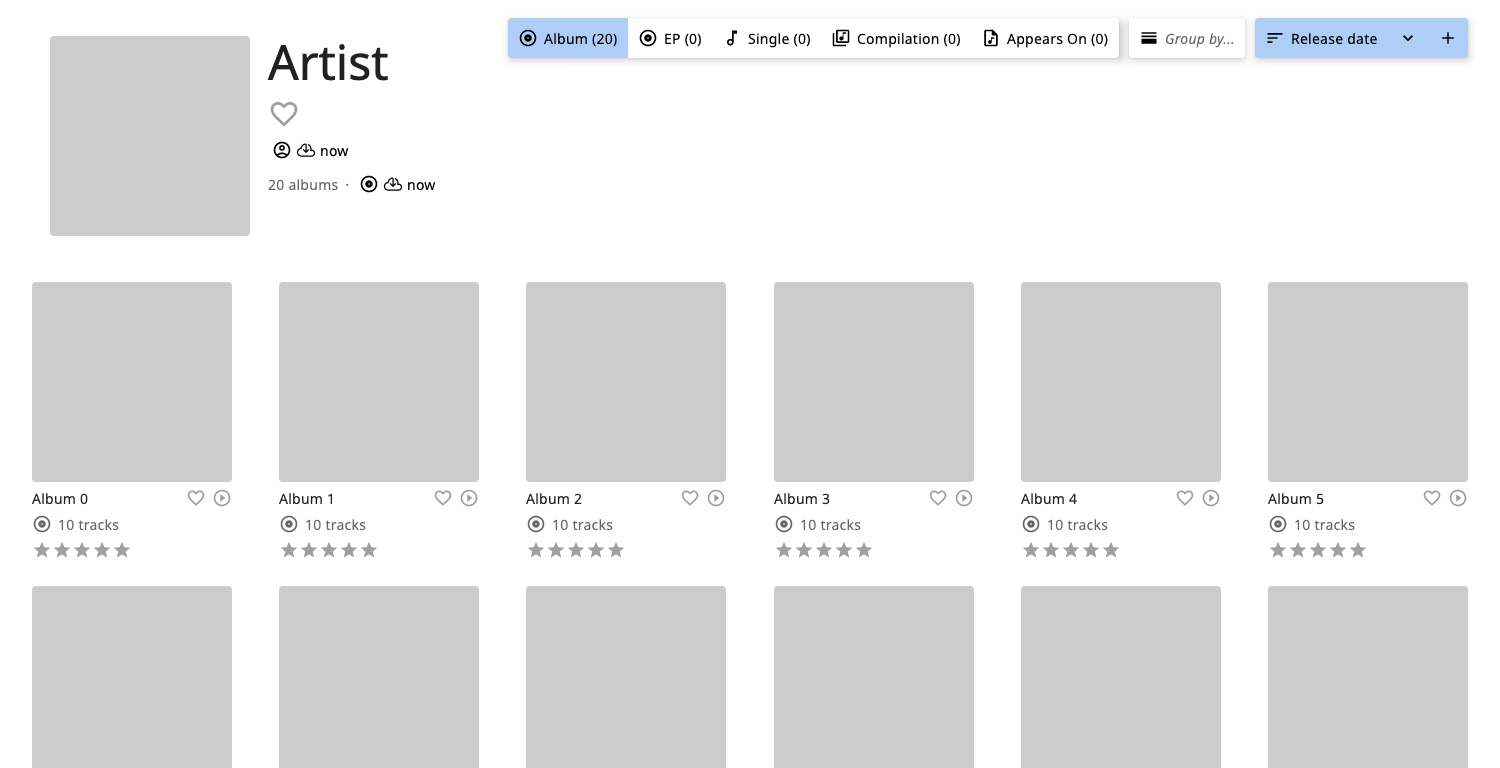 Artist
Album (20) EP (0) Single (0) Compilation (0) Appears On (0) Group by... Release date
now
20 albums · now
Album 0 Album 1 Album 2 Album 3 Album 4 Album 5
10 tracks 10 tracks 10 tracks 10 tracks 10 tracks 10 tracks